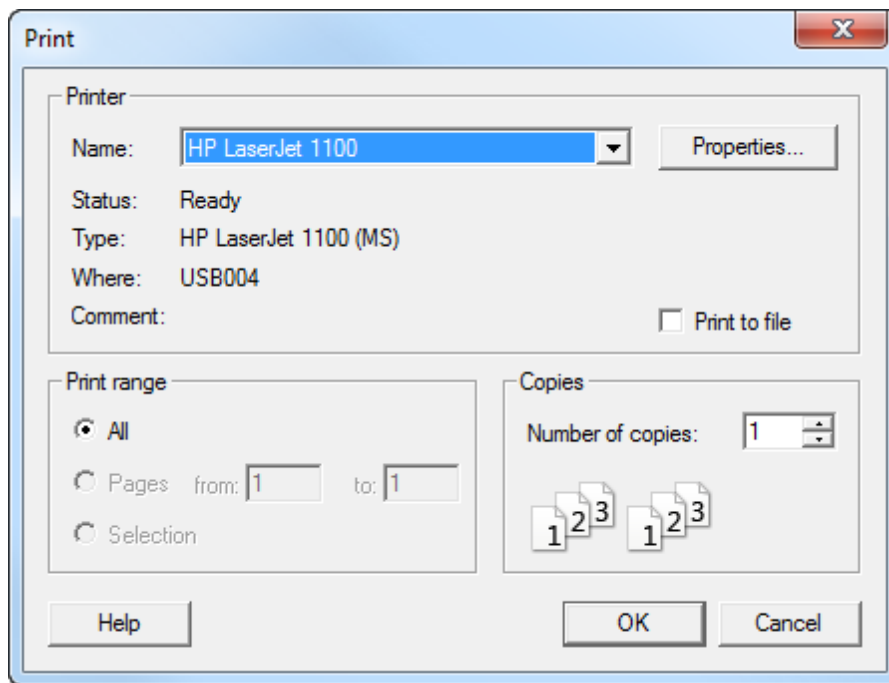 Print
Printer
Name: HP LaserJet 1100 Properties...
Status: Ready
Type: HP LaserJet 1100 (MS)
Where: USB004
Comment: Print to file
Print range
All
Pages from: 1 to: 1
Selection
Copies
Number of copies: 1
1 2 3 1 2 3
Help OK Cancel